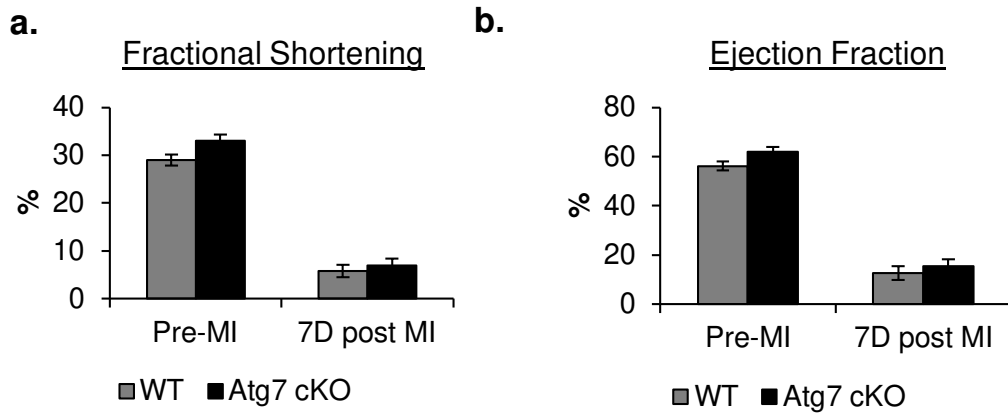 a.
Fractional Shortening
40
30
20
10
0
%
Pre-MI 7D post MI
WT Atg7 cKO
b.
Ejection Fraction
80
60
40
20
0
%
Pre-MI 7D post MI
WT Atg7 cKO